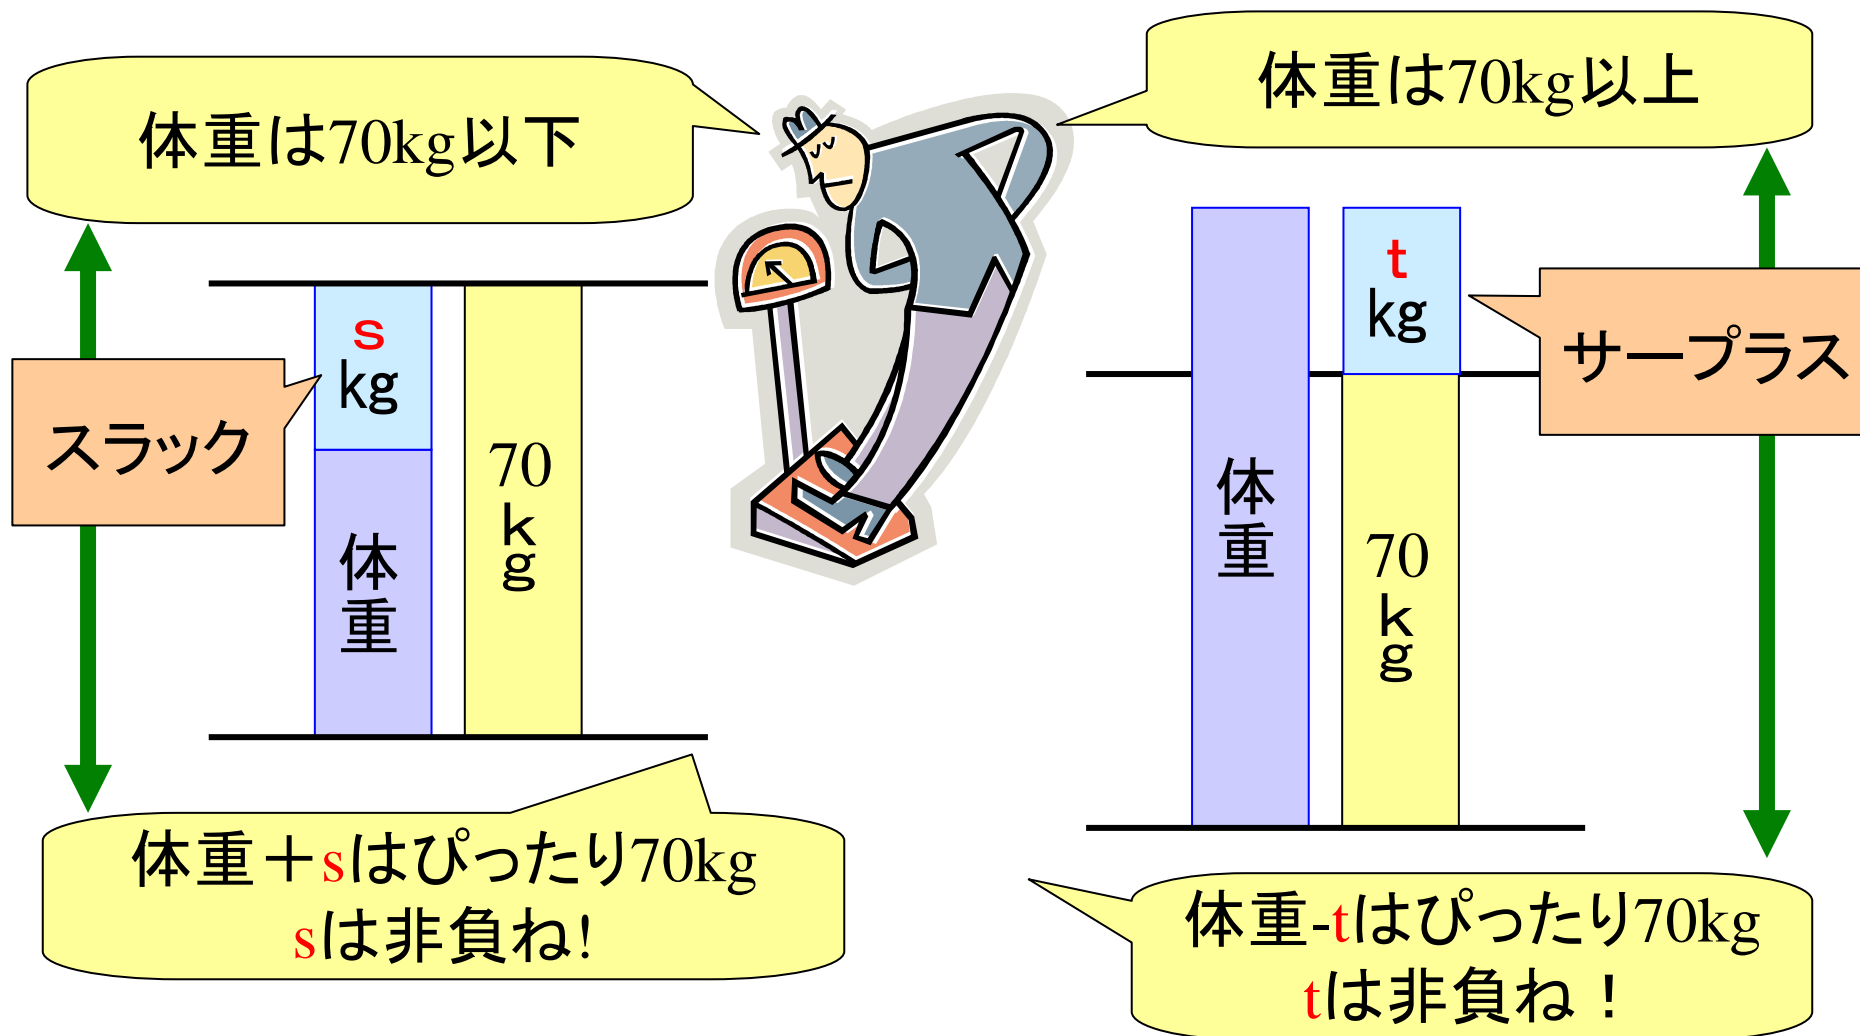 体重は70kg以下
体重は70kg以上
s
kg
スラック
体
重
70
k
g
t
kg
サープラス
体
重
70
k
g
体重＋sはぴったり70kg
sは非負ね!
体重-tはぴったり70kg
tは非負ね！